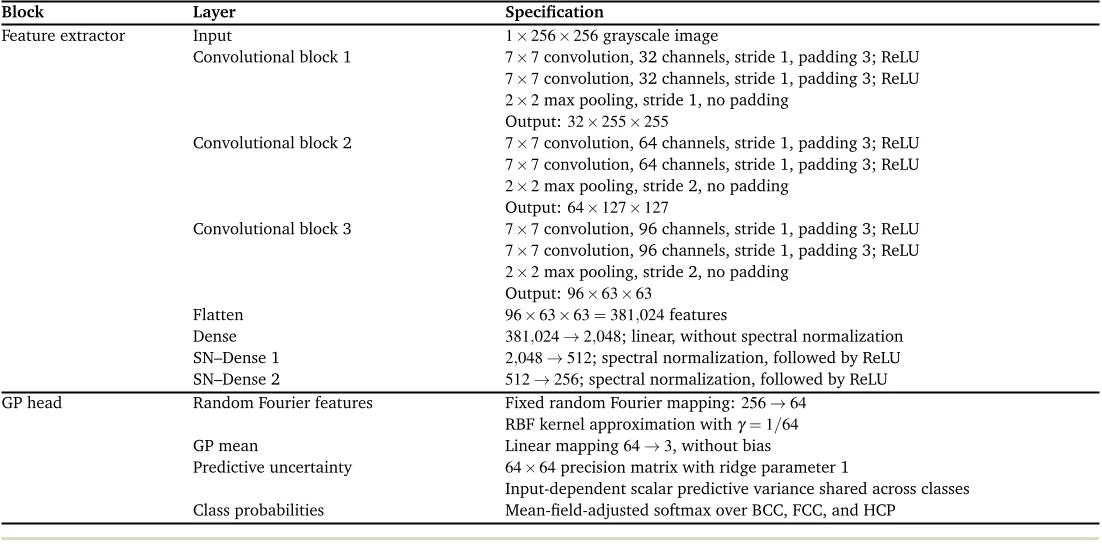 Block Layer Specification
Feature extractor Input 1 × 256 × 256 grayscale image
Convolutional block 1 7 × 7 convolution, 32 channels, stride 1, padding 3; ReLU
7 × 7 convolution, 32 channels, stride 1, padding 3; ReLU
2 × 2 max pooling, stride 1, no padding
Output: 32 × 255 × 255
Convolutional block 2 7 × 7 convolution, 64 channels, stride 1, padding 3; ReLU
7 × 7 convolution, 64 channels, stride 1, padding 3; ReLU
2 × 2 max pooling, stride 2, no padding
Output: 64 × 127 × 127
Convolutional block 3 7 × 7 convolution, 96 channels, stride 1, padding 3; ReLU
7 × 7 convolution, 96 channels, stride 1, padding 3; ReLU
2 × 2 max pooling, stride 2, no padding
Output: 96 × 63 × 63
Flatten 96 × 63 × 63 = 381,024 features
Dense 381,024 → 2,048; linear, without spectral normalization
SN–Dense 1 2,048 → 512; spectral normalization, followed by ReLU
SN–Dense 2 512 → 256; spectral normalization, followed by ReLU
GP head Random Fourier features Fixed random Fourier mapping: 256 → 64
RBF kernel approximation with γ = 1/64
GP mean Linear mapping 64 → 3, without bias
Predictive uncertainty 64 × 64 precision matrix with ridge parameter 1
Input-dependent scalar predictive variance shared across classes
Class probabilities Mean-field-adjusted softmax over BCC, FCC, and HCP